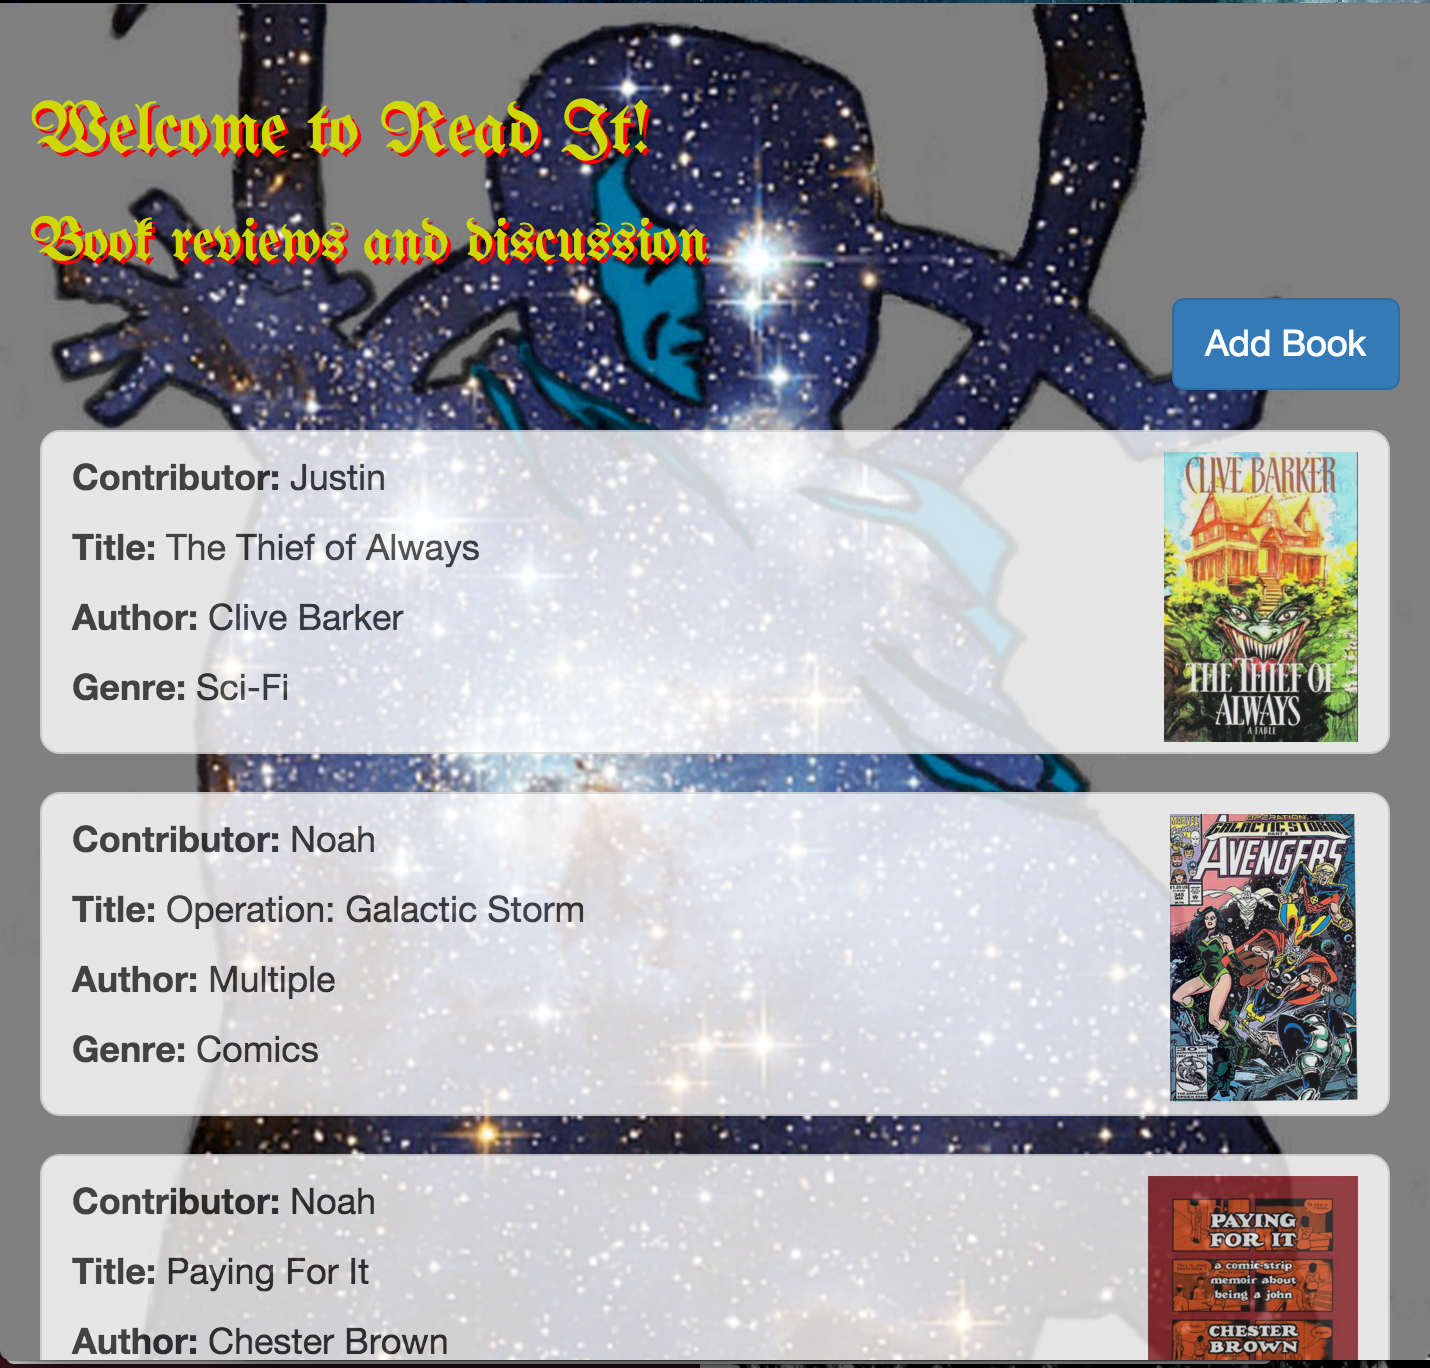 Welcome to Read It!
Book reviews and discussion
Add Book
Contributor: Justin
Title: The Thief of Always
Author: Clive Barker
Genre: Sci-Fi
CLIVE BARKER
THE THIEF OF
ALWAYS
A FABLE
Contributor: Noah
Title: Operation: Galactic Storm
Author: Multiple
Genre: Comics
OPERATION:
GALACTIC STORM
AVENGERS
Contributor: Noah
Title: Paying For It
Author: Chester Brown
PAYING
FOR IT
a comic-strip
memoir about
being a john
CHESTER
BROWN